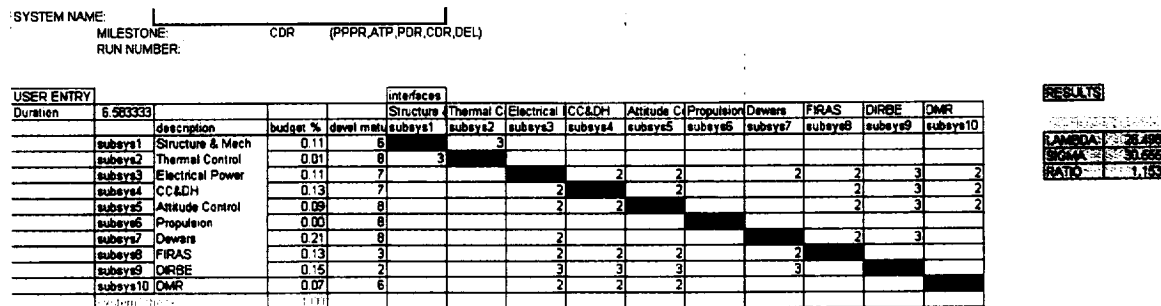 SYSTEM NAME:
MILESTONE: CDR (PPPR,ATP,PDR,CDR,DEL)
RUN NUMBER:
USER ENTRY interfaces RESULTS
Duration 6.583333 Structure Thermal C Electrical CC&DH Attitude Co Propulsion Dewars FIRAS DIRBE DMR
description budget % devel matu subsys1 subsys2 subsys3 subsys4 subsys5 subsys6 subsys7 subsys8 subsys9 subsys10
subsys1 Structure & Mech 0.11 6 3
subsys2 Thermal Control 0.01 8 3
subsys3 Electrical Power 0.11 7 2 2 2 2 3 2
subsys4 CC&DH 0.13 7 2 2 2 3 2
subsys5 Attitude Control 0.09 8 2 2 2 3 2
subsys6 Propulsion 0.00 8
subsys7 Dewars 0.21 8 2 2 3
subsys8 FIRAS 0.13 3 2 2 2 2
subsys9 DIRBE 0.15 2 3 3 3 3
subsys10 DMR 0.07 6 2 2 2
1.00
LAMBDA
SIGMA
RATIO 1.153